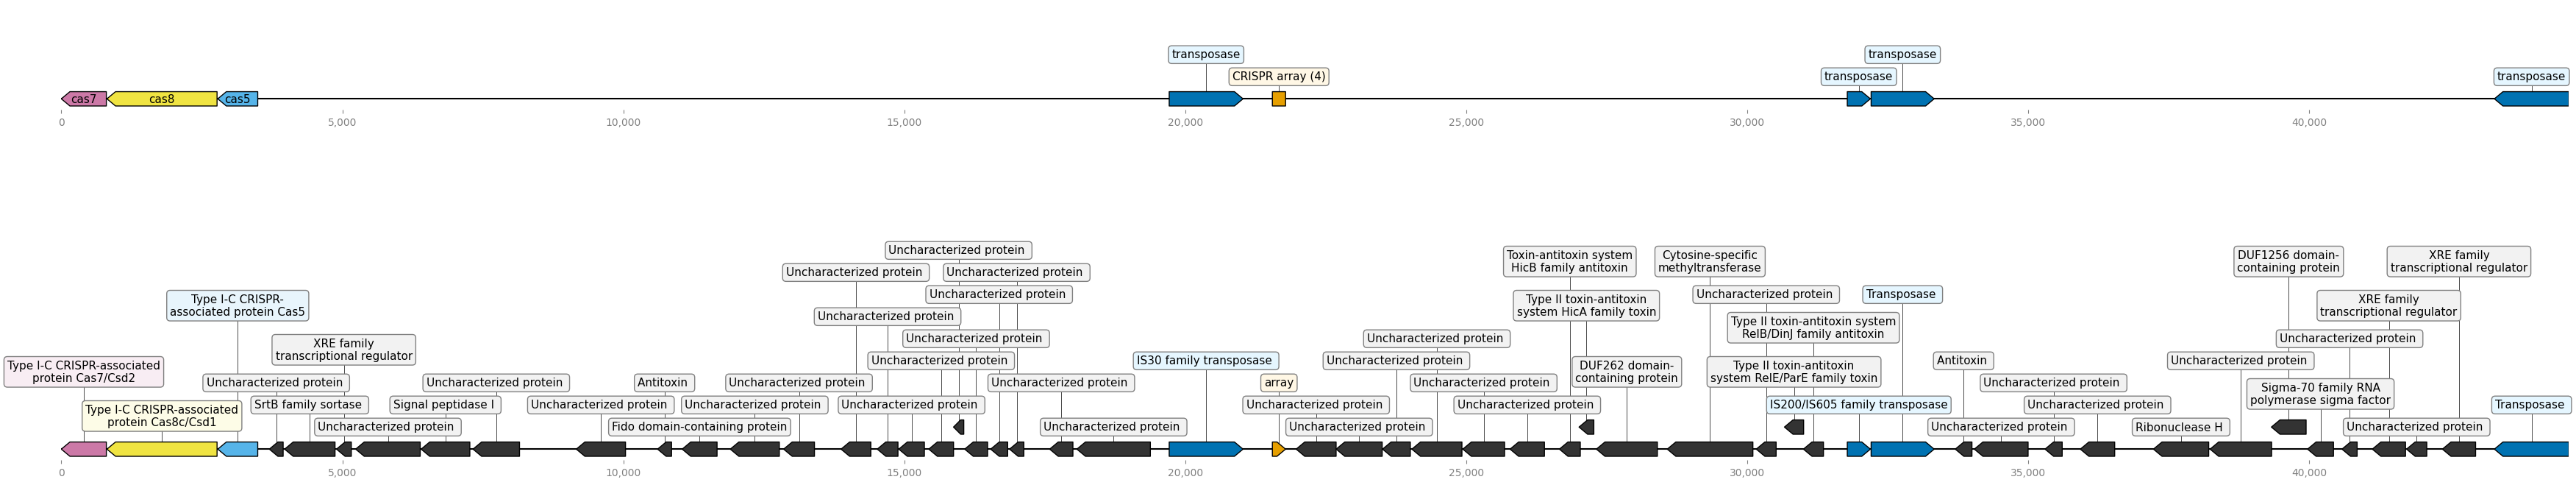 transposase
transposase
CRISPR array (4)
transposase
transposase
cas7
cas8
cas5
0
5,000
10,000
15,000
20,000
25,000
30,000
35,000
40,000
Uncharacterized protein
Toxin-antitoxin system
HicB family antitoxin
Cytosine-specific
methyltransferase
DUF1256 domain-
containing protein
XRE family
transcriptional regulator
Uncharacterized protein
Uncharacterized protein
Type I-C CRISPR-
associated protein Cas5
Uncharacterized protein
Uncharacterized protein
Transposase
Type II toxin-antitoxin
system HicA family toxin
XRE family
transcriptional regulator
Uncharacterized protein
Type II toxin-antitoxin system
RelB/DinJ family antitoxin
XRE family
transcriptional regulator
Uncharacterized protein
Uncharacterized protein
Uncharacterized protein
Type I-C CRISPR-associated
protein Cas7/Csd2
Uncharacterized protein
IS30 family transposase
Uncharacterized protein
DUF262 domain-
containing protein
Type II toxin-antitoxin
system RelE/ParE family toxin
Antitoxin
Uncharacterized protein
Uncharacterized protein
Uncharacterized protein
Antitoxin
Uncharacterized protein
Uncharacterized protein
array
Uncharacterized protein
Uncharacterized protein
Sigma-70 family RNA
polymerase sigma factor
Type I-C CRISPR-associated
protein Cas8c/Csd1
SrtB family sortase
Signal peptidase I
Uncharacterized protein
Uncharacterized protein
Uncharacterized protein
Uncharacterized protein
Uncharacterized protein
IS200/IS605 family transposase
Uncharacterized protein
Transposase
Uncharacterized protein
Fido domain-containing protein
Uncharacterized protein
Uncharacterized protein
Uncharacterized protein
Ribonuclease H
Uncharacterized protein
0
5,000
10,000
15,000
20,000
25,000
30,000
35,000
40,000